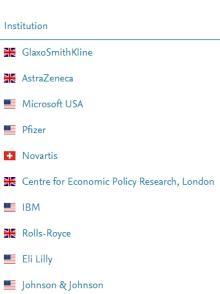 Institution
GlaxoSmithKline
AstraZeneca
Microsoft USA
Pfizer
Novartis
Centre for Economic Policy Research, London
IBM
Rolls-Royce
Eli Lilly
Johnson & Johnson